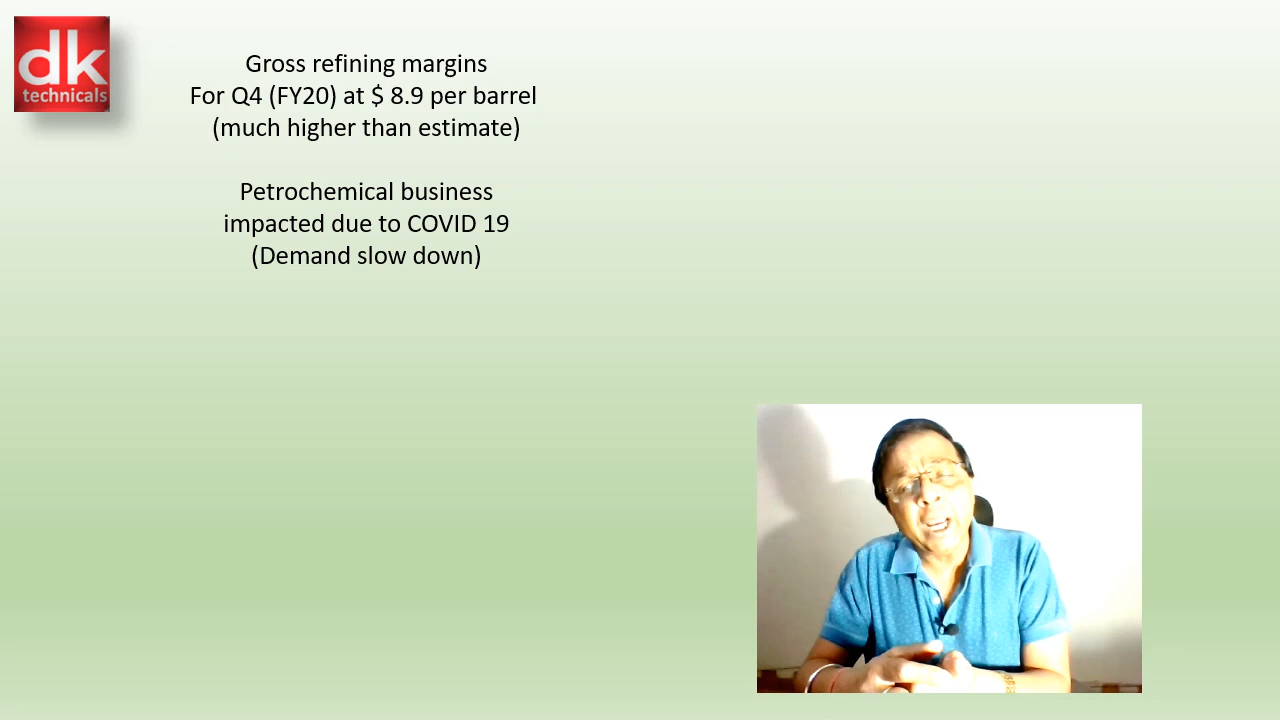 dk
technicals
Gross refining margins
For Q4 (FY20) at $ 8.9 per barrel
(much higher than estimate)
Petrochemical business
impacted due to COVID 19
(Demand slow down)